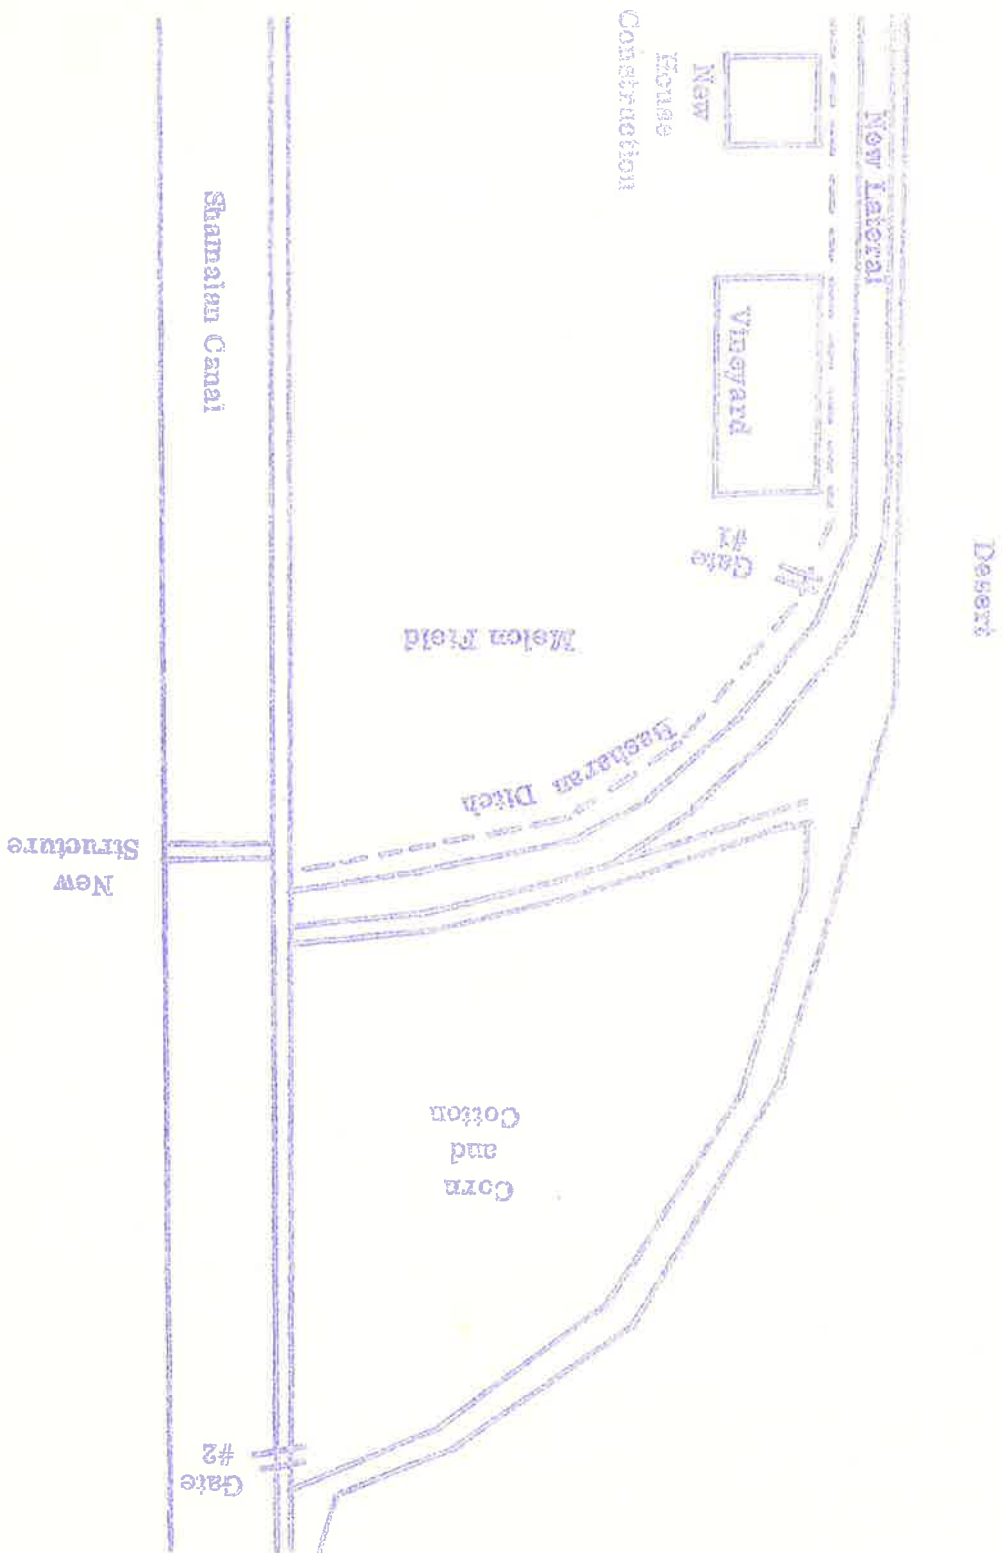 New
House
Construction
New Lateral
Shamalan Canal
Vineyard
Gate
#1
Desert
Melon Field
Basharan Ditch
New
Structure
Corn
and
Cotton
Gate
#2